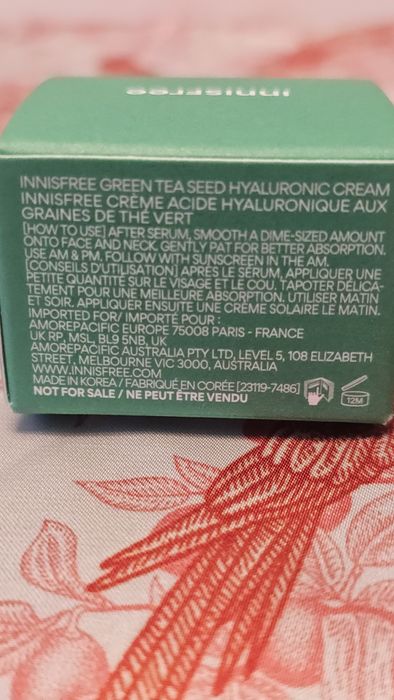 innisfree
INNISFREE GREEN TEA SEED HYALURONIC CREAM
INNISFREE CRÈME ACIDE HYALURONIQUE AUX
GRAINES DE THÉ VERT
[HOW TO USE] AFTER SERUM, SMOOTH A DIME-SIZED AMOUNT
ONTO FACE AND NECK. GENTLY PAT FOR BETTER ABSORPTION.
USE AM & PM. FOLLOW WITH SUNSCREEN IN THE AM.
[CONSEILS D'UTILISATION] APRÈS LE SÉRUM, APPLIQUER UNE
PETITE QUANTITÉ SUR LE VISAGE ET LE COU. TAPOTER DÉLICA-
TEMENT POUR UNE MEILLEURE ABSORPTION. UTILISER MATIN
ET SOIR. APPLIQUER ENSUITE UNE CRÈME SOLAIRE LE MATIN.
IMPORTED FOR/ IMPORTÉ POUR :
AMOREPACIFIC EUROPE 75008 PARIS - FRANCE
UK RP, MSL, BL9 5NB, UK
AMOREPACIFIC AUSTRALIA PTY LTD, LEVEL 5, 108 ELIZABETH
STREET, MELBOURNE VIC 3000, AUSTRALIA
WWW.INNISFREE.COM
MADE IN KOREA / FABRIQUÉ EN CORÉE [23119-7486]
NOT FOR SALE / NE PEUT ÊTRE VENDU
12M